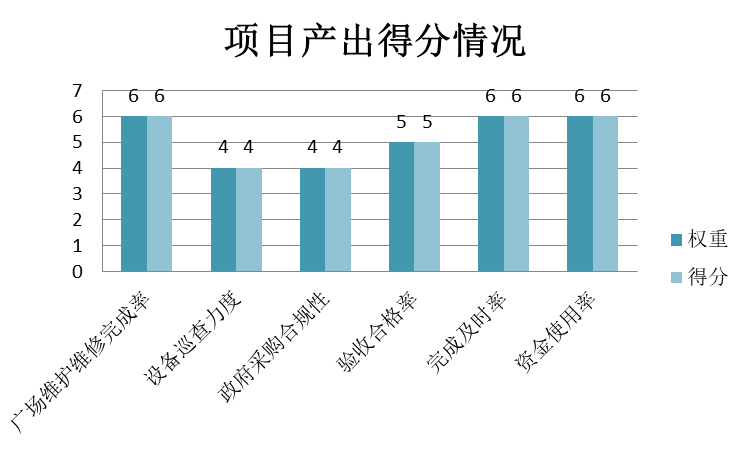 项目产出得分情况
7
6
5
4
3
2
1
0
6 6
4 4
4 4
5 5
6 6
6 6
广场维护维修完成率
设备巡查力度
政府采购合规性
验收合格率
完成及时率
资金使用率
权重
得分